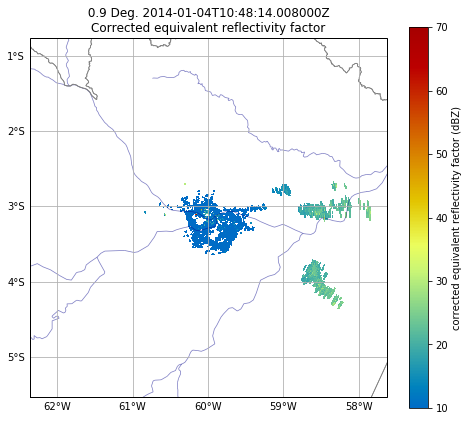 0.9 Deg. 2014-01-04T10:48:14.008000Z
Corrected equivalent reflectivity factor
1°S
2°S
3°S
4°S
5°S
62°W
61°W
60°W
59°W
58°W
70
60
50
40
30
20
10
corrected equivalent reflectivity factor (dBZ)